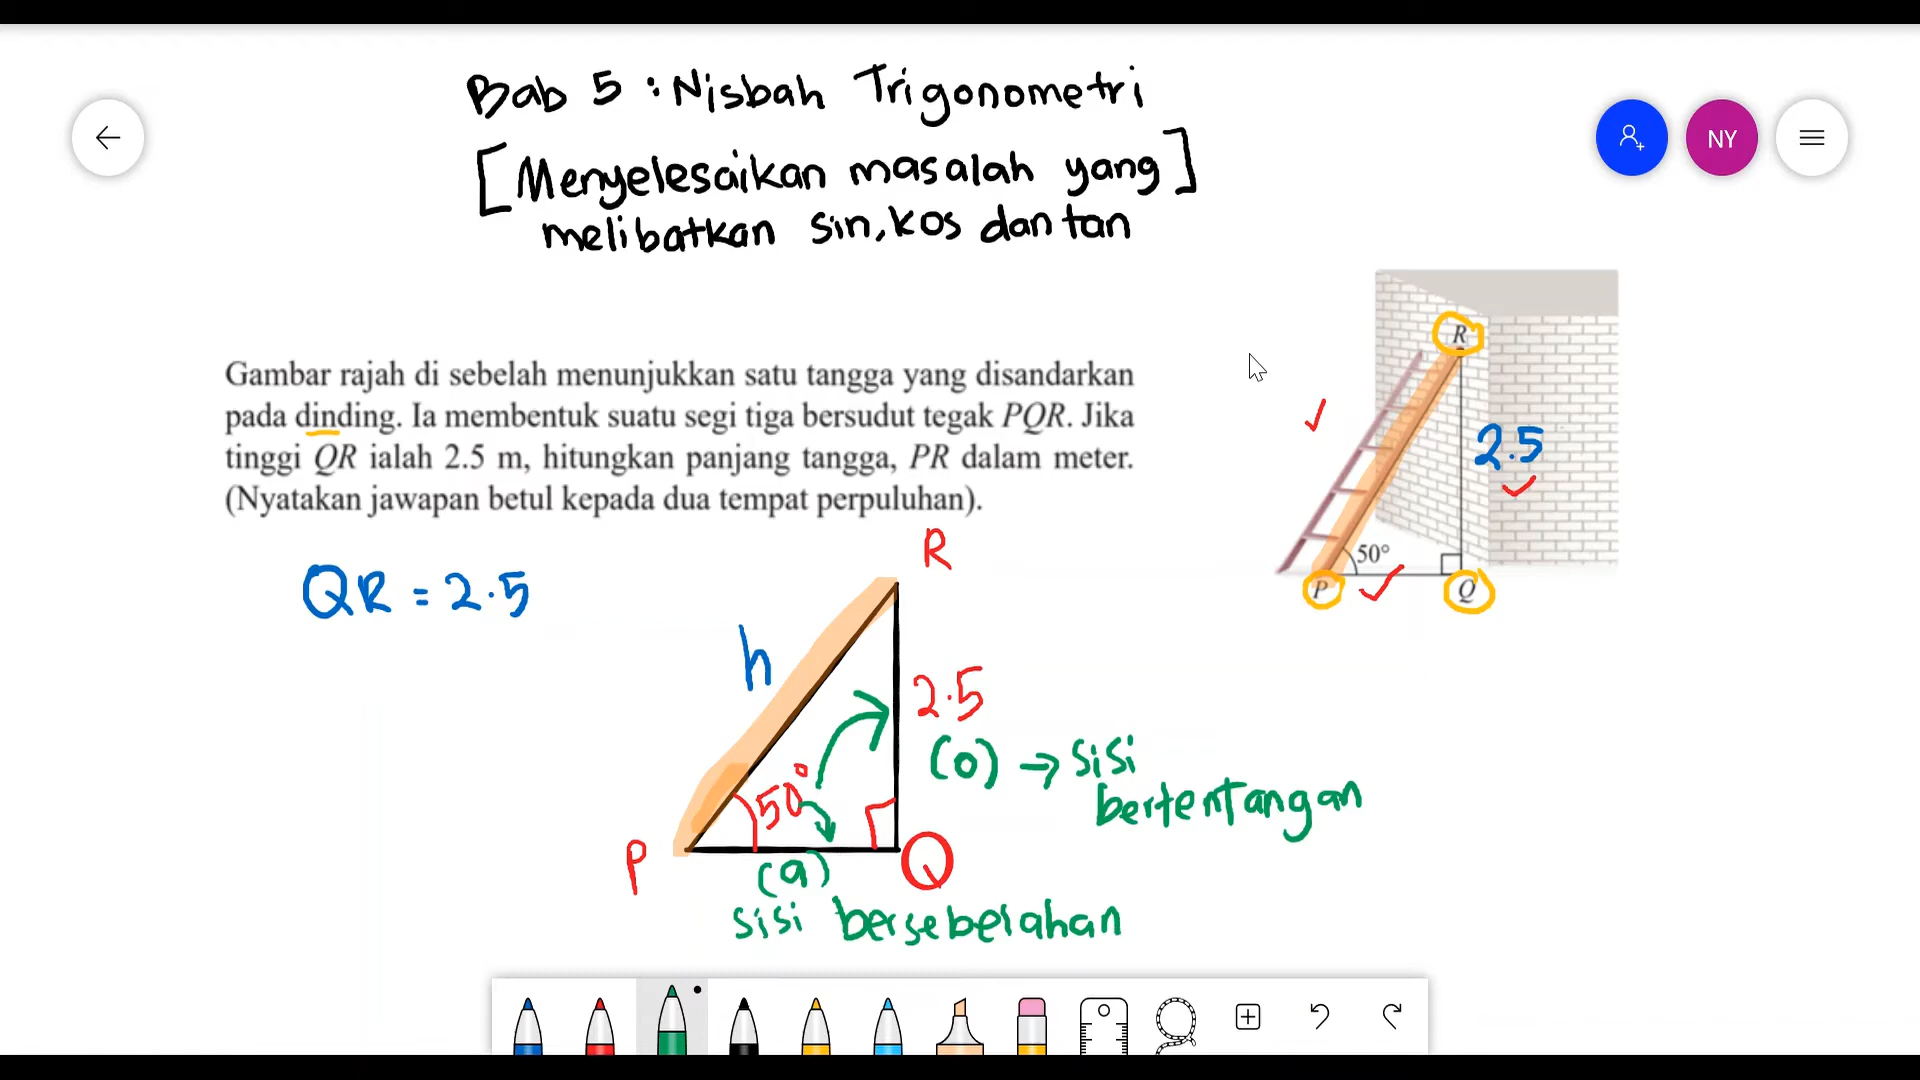 Bab 5 : Nisbah Trigonometri
[Menyelesaikan masalah yang]
melibatkan sin, kos dan tan
NY
Gambar rajah di sebelah menunjukkan satu tangga yang disandarkan
pada dinding. Ia membentuk suatu segi tiga bersudut tegak PQR. Jika
tinggi QR ialah 2.5 m, hitungkan panjang tangga, PR dalam meter.
(Nyatakan jawapan betul kepada dua tempat perpuluhan).
R
2.5
50°
P
Q
QR = 2.5
R
h
2.5
(o) → sisi
bertentangan
50°
P
Q
(a)
sisi bersebelahan